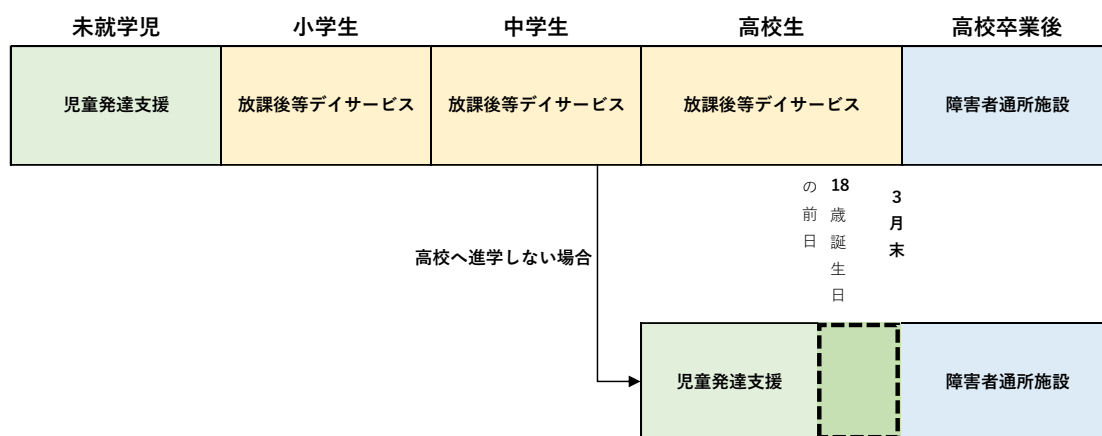 未就学児
小学生
中学生
高校生
高校卒業後
児童発達支援
放課後等デイサービス
放課後等デイサービス
放課後等デイサービス
障害者通所施設
3月末
18歳誕生日
の前日
高校へ進学しない場合
児童発達支援
障害者通所施設